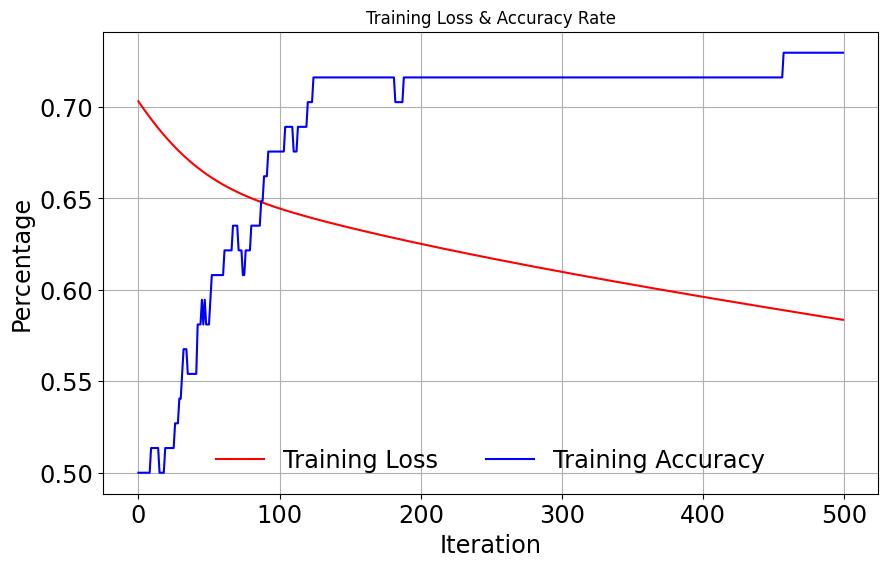 Training Loss & Accuracy Rate
0.70
0.65
0.60
0.55
0.50
Percentage
Training Loss
Training Accuracy
0 100 200 300 400 500
Iteration